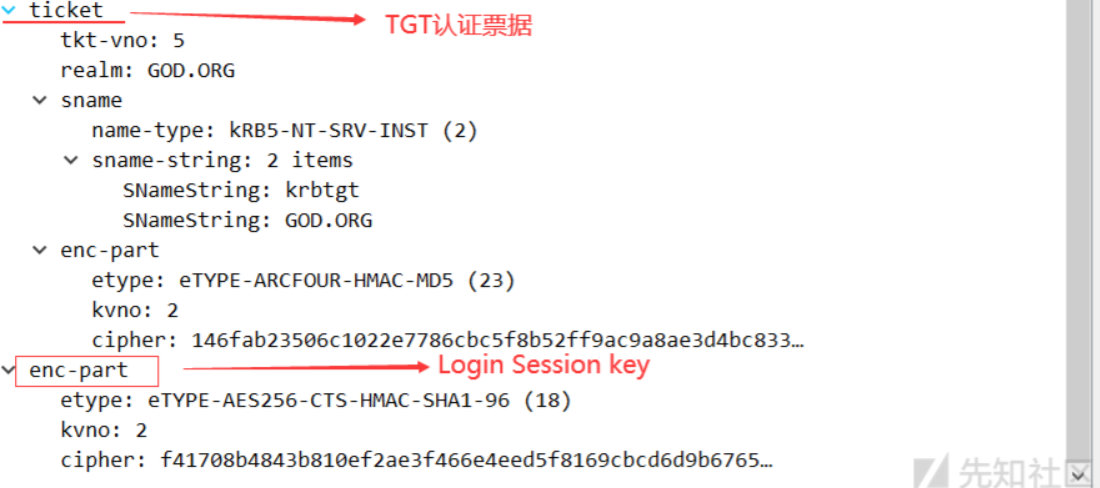 ticket
TGT认证票据
tkt-vno: 5
realm: GOD.ORG
sname
name-type: kRB5-NT-SRV-INST (2)
sname-string: 2 items
SNameString: krbtgt
SNameString: GOD.ORG
enc-part
etype: eTYPE-ARCFOUR-HMAC-MD5 (23)
kvno: 2
cipher: 146fab23506c1022e7786cbc5f8b52ff9ac9a8ae3d4bc833…
enc-part
Login Session key
etype: eTYPE-AES256-CTS-HMAC-SHA1-96 (18)
kvno: 2
cipher: f41708b4843b810ef2ae3f466e4eed5f8169cbcd6d9b6765…
先知社区